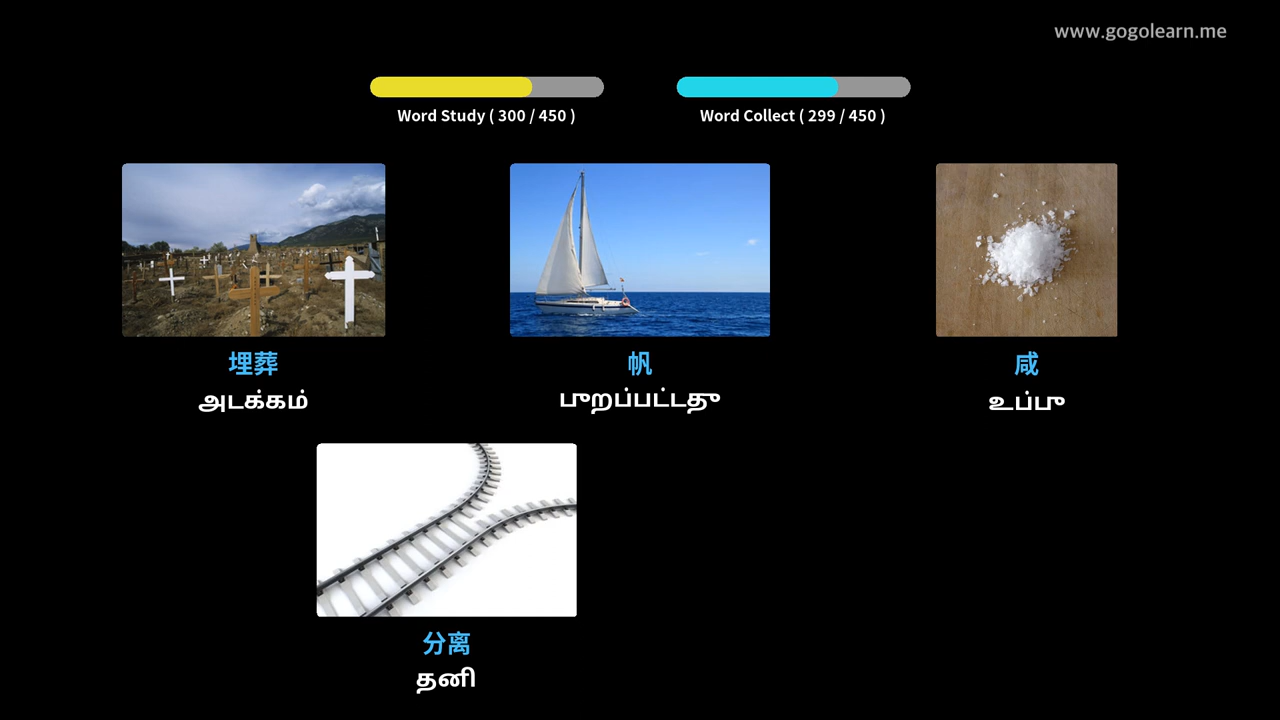 www.gogolearn.me
Word Study ( 300 / 450 )
Word Collect ( 299 / 450 )
埋葬
帆
咸
அடக்கம்
புறப்பட்டது
உப்பு
分离
தனி